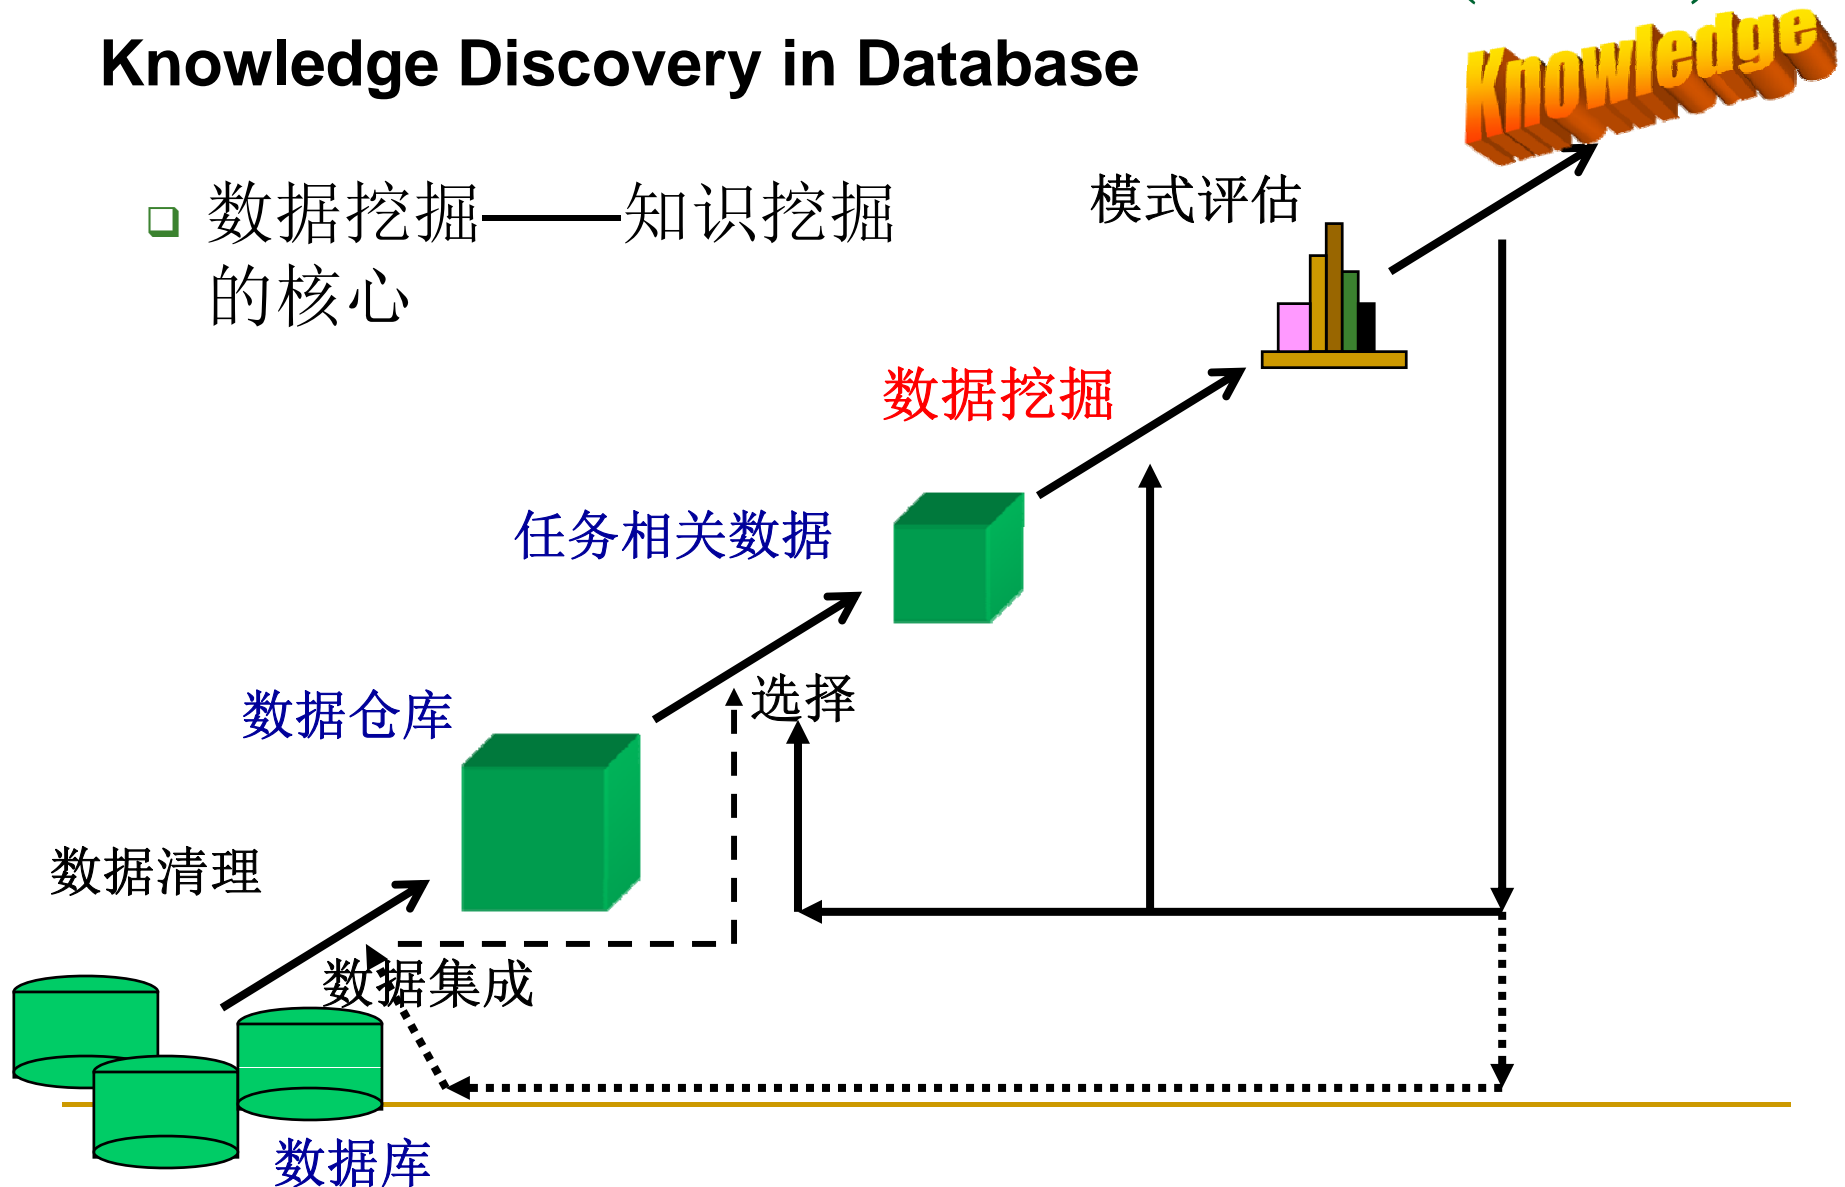 Knowledge Discovery in Database
Knowledge
数据挖掘——知识挖掘
的核心
模式评估
数据挖掘
任务相关数据
选择
数据仓库
数据清理
数据集成
数据库